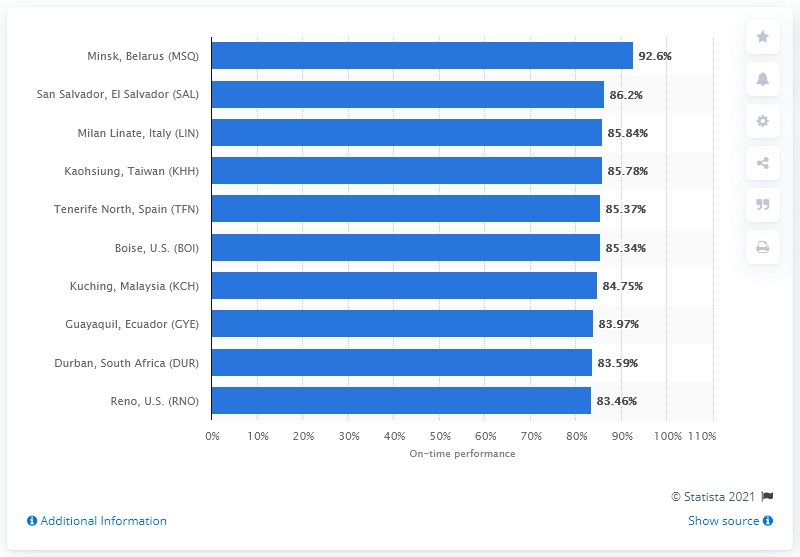 Minsk, Belarus (MSQ) 92.6%
San Salvador, El Salvador (SAL) 86.2%
Milan Linate, Italy (LIN) 85.84%
Kaohsiung, Taiwan (KHH) 85.78%
Tenerife North, Spain (TFN) 85.37%
Boise, U.S. (BOI) 85.34%
Kuching, Malaysia (KCH) 84.75%
Guayaquil, Ecuador (GYE) 83.97%
Durban, South Africa (DUR) 83.59%
Reno, U.S. (RNO) 83.46%
0% 10% 20% 30% 40% 50% 60% 70% 80% 90% 100% 110%
On-time performance
© Statista 2021
Additional Information Show source